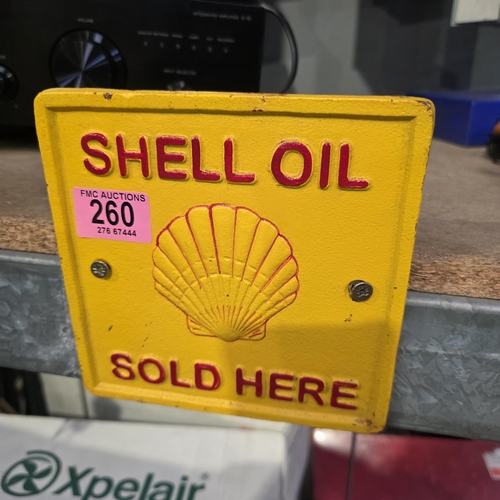 SHELL OIL
FMC AUCTIONS
260
276 67444
SOLD HERE
Xpelair